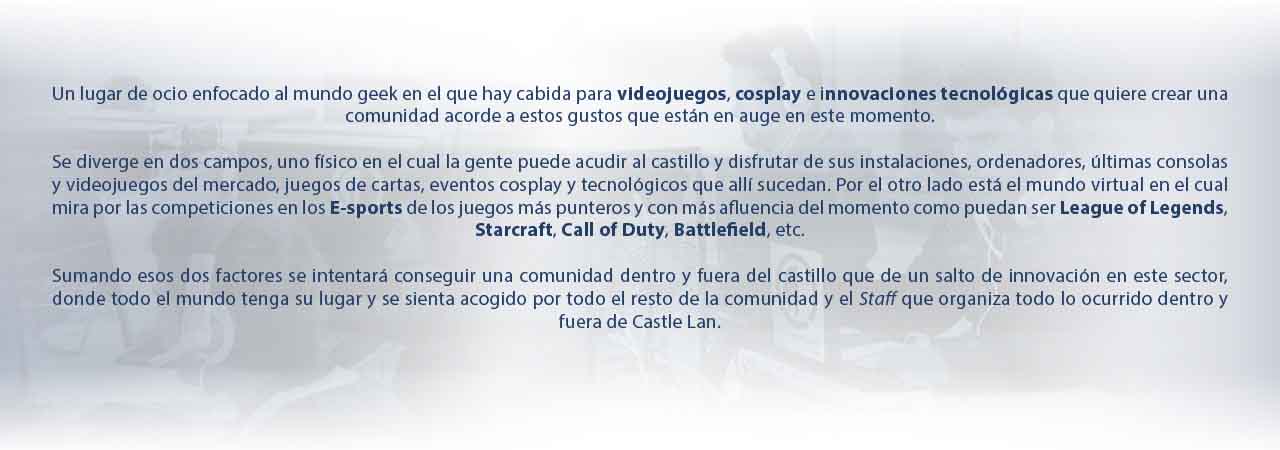 Un lugar de ocio enfocado al mundo geek en el que hay cabida para videojuegos, cosplay e innovaciones tecnológicas que quiere crear una
comunidad acorde a estos gustos que están en auge en este momento.
Se diverge en dos campos, uno físico en el cual la gente puede acudir al castillo y disfrutar de sus instalaciones, ordenadores, últimas consolas
y videojuegos del mercado, juegos de cartas, eventos cosplay y tecnológicos que allí sucedan. Por el otro lado está el mundo virtual en el cual
mira por las competiciones en los E-sports de los juegos más punteros y con más afluencia del momento como puedan ser League of Legends,
Starcraft, Call of Duty, Battlefield, etc.
Sumando esos dos factores se intentará conseguir una comunidad dentro y fuera del castillo que de un salto de innovación en este sector,
donde todo el mundo tenga su lugar y se sienta acogido por todo el resto de la comunidad y el Staff que organiza todo lo ocurrido dentro y
fuera de Castle Lan.